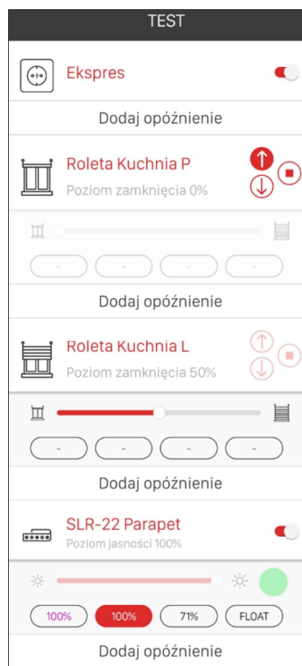 TEST
Ekspres
Dodaj opóźnienie
Roleta Kuchnia P
Poziom zamknięcia 0%
- - - -
Dodaj opóźnienie
Roleta Kuchnia L
Poziom zamknięcia 50%
- - - -
Dodaj opóźnienie
SLR-22 Parapet
Poziom jasności 100%
100% 100% 71% FLOAT
Dodaj opóźnienie